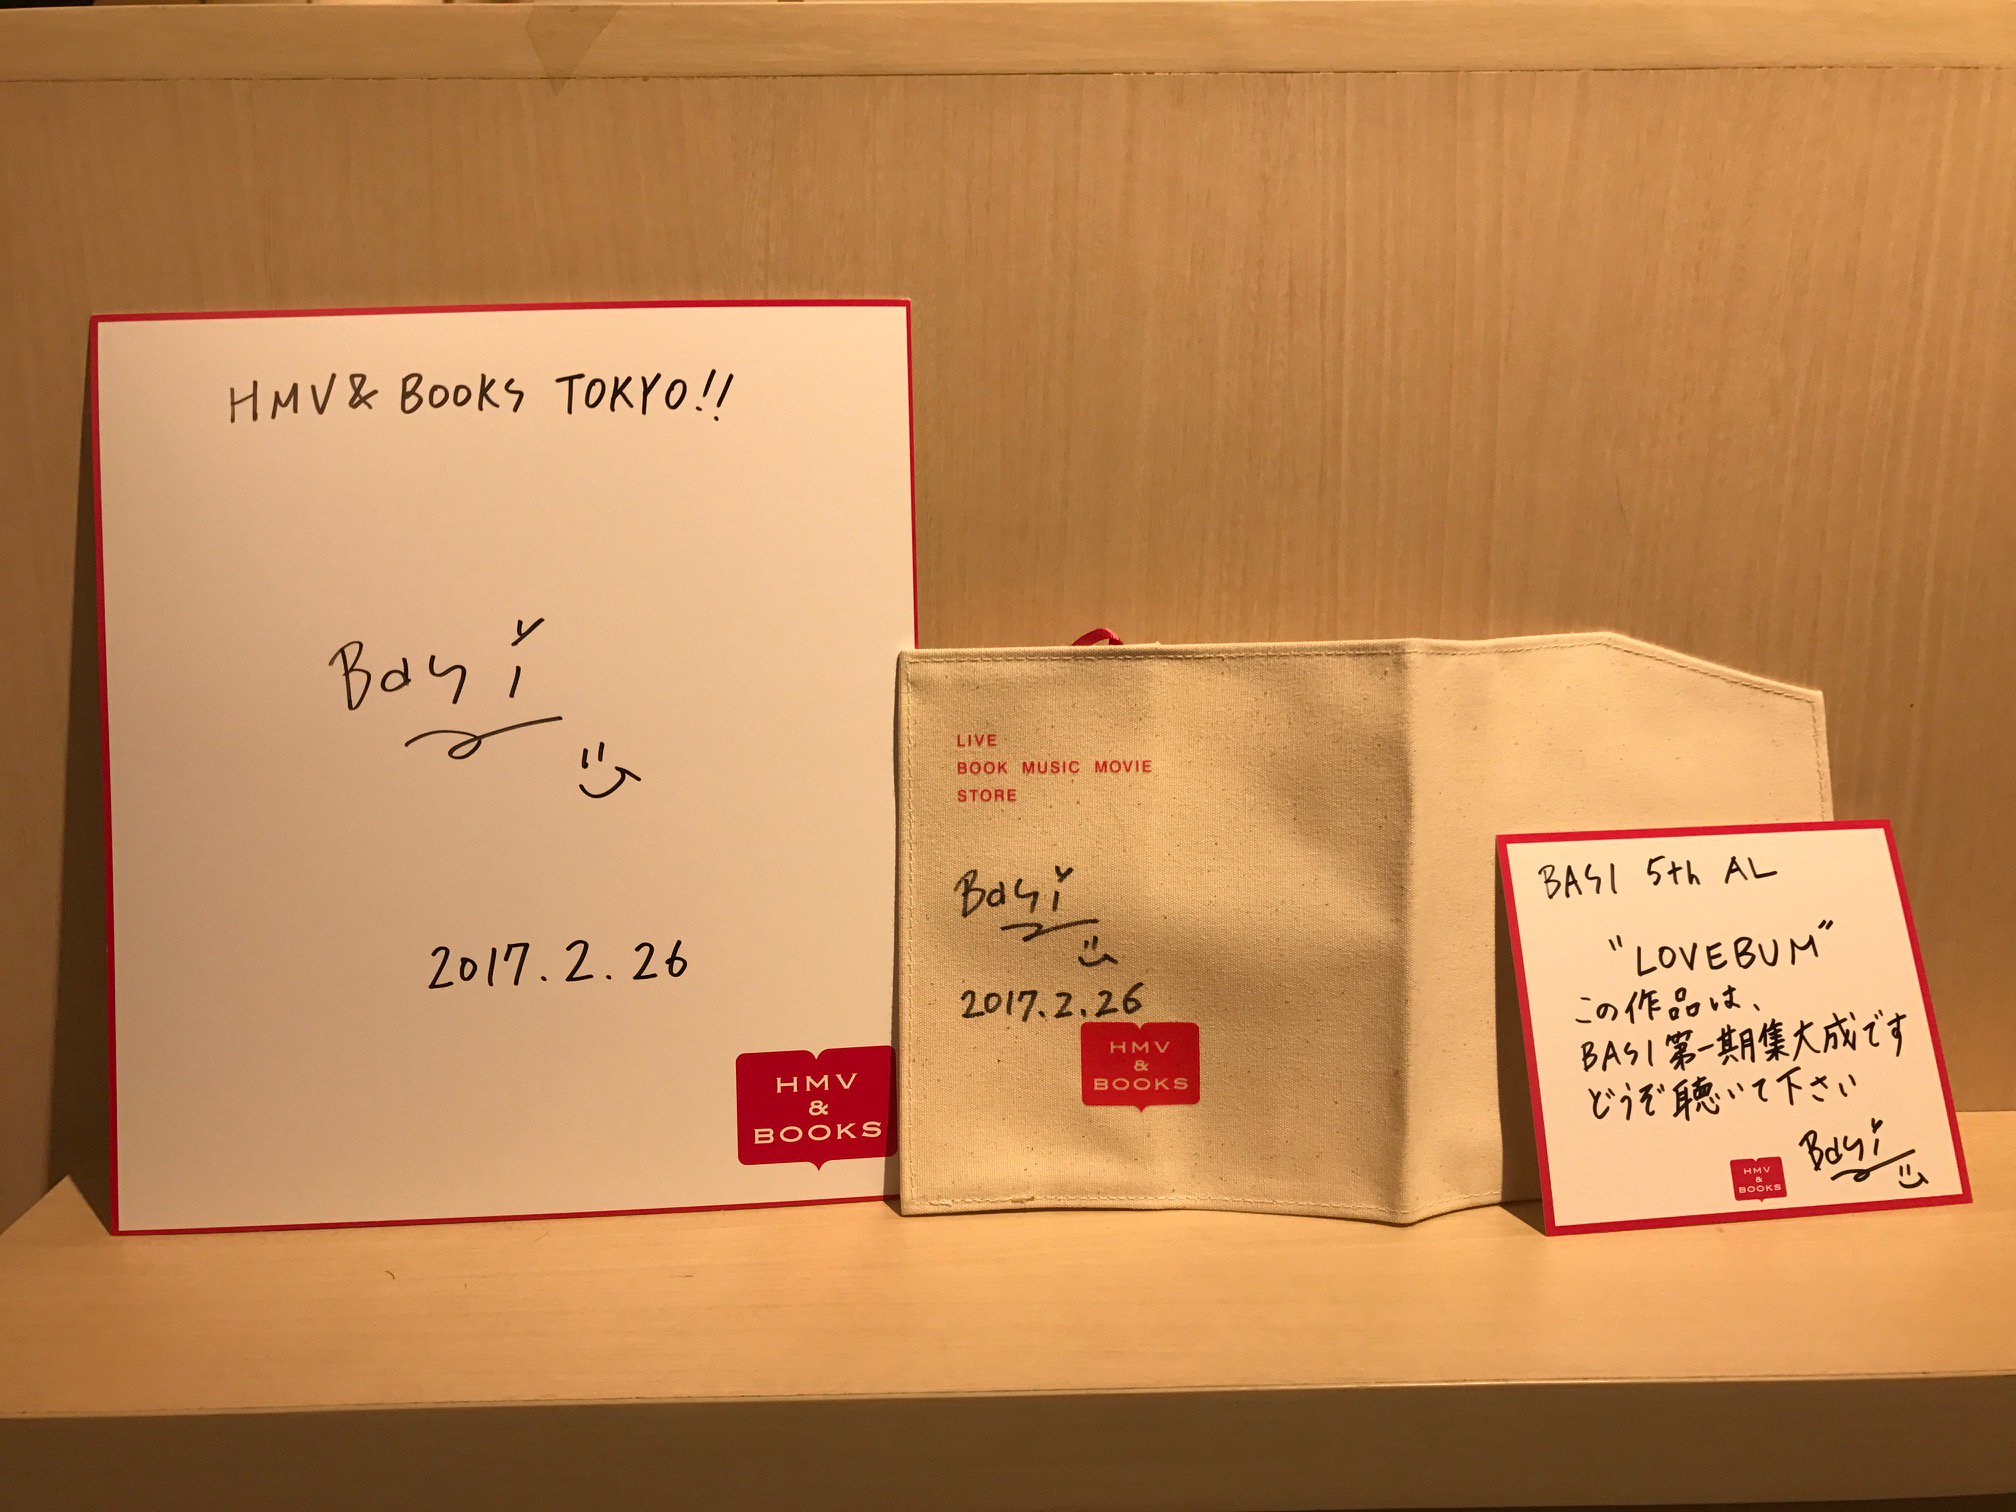 HMV & BOOKS TOKYO!!
Basi
2017.2.26
HMV
&
BOOKS
LIVE
BOOK MUSIC MOVIE
STORE
Basi
2017.2.26
HMV
&
BOOKS
BASI 5th AL
"LOVEBUM"
この作品は、
BASI第一期集大成です
どうぞ聴いて下さい
Basi
HMV
&
BOOKS